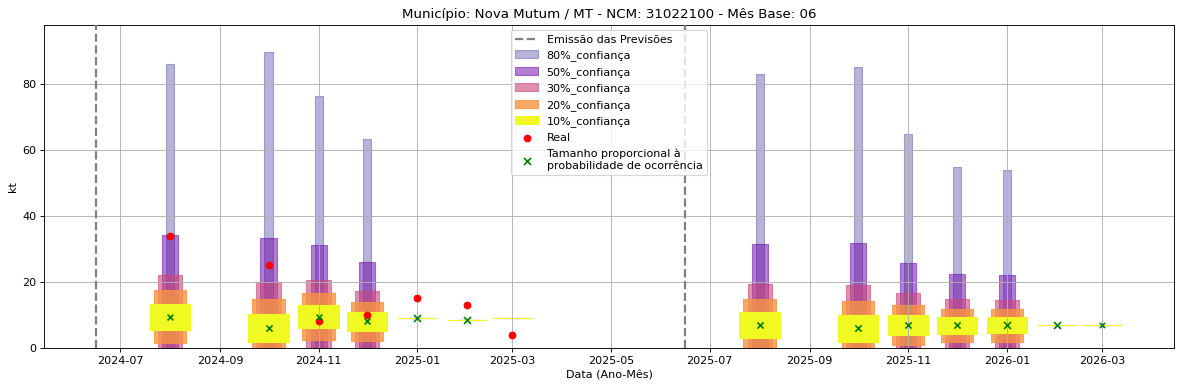 Município: Nova Mutum / MT - NCM: 31022100 - Mês Base: 06
Emissão das Previsões
80%_confiança
50%_confiança
30%_confiança
20%_confiança
10%_confiança
Real
Tamanho proporcional à
probabilidade de ocorrência
kt
80
60
40
20
0
2024-07 2024-09 2024-11 2025-01 2025-03 2025-05 2025-07 2025-09 2025-11 2026-01 2026-03
Data (Ano-Mês)